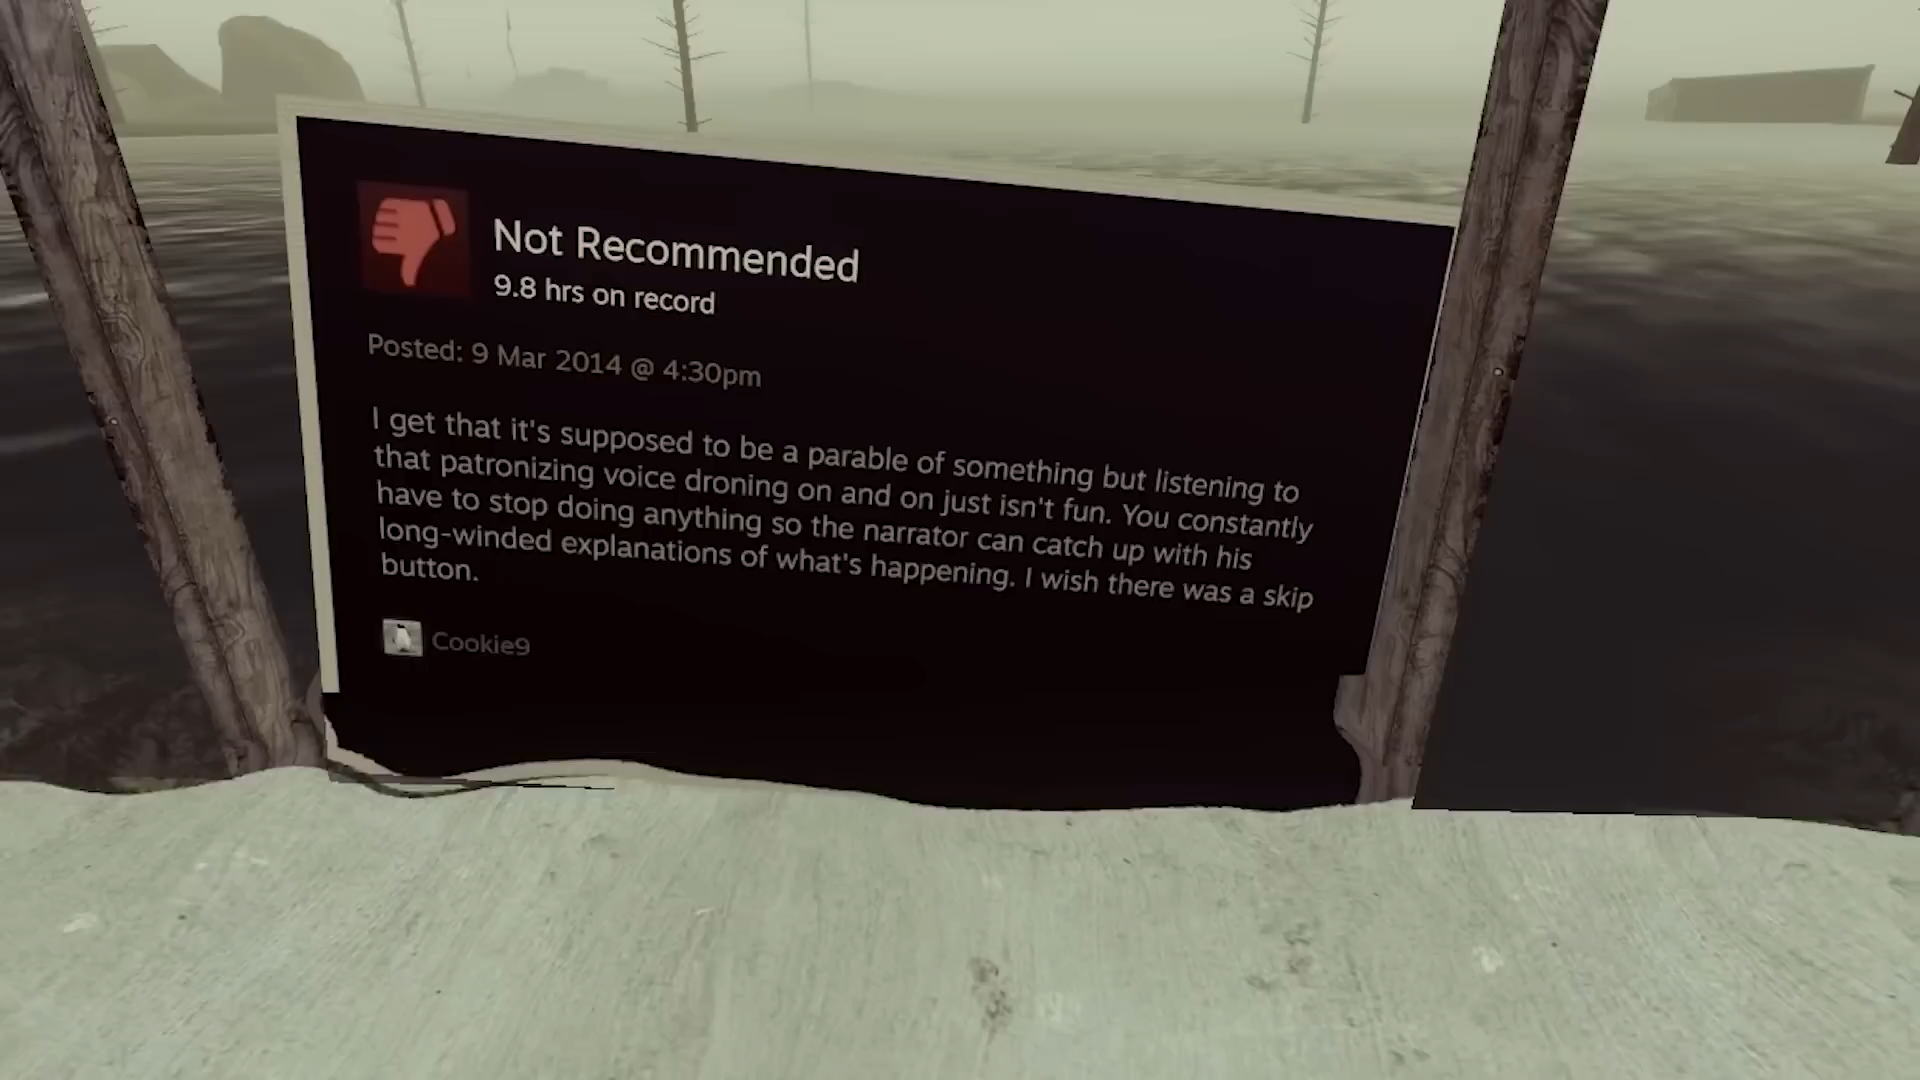 Not Recommended
9.8 hrs on record
Posted: 9 Mar 2014 @ 4:30pm
I get that it's supposed to be a parable of something but listening to
that patronizing voice droning on and on just isn't fun. You constantly
have to stop doing anything so the narrator can catch up with his
long-winded explanations of what's happening. I wish there was a skip
button.
Cookie9